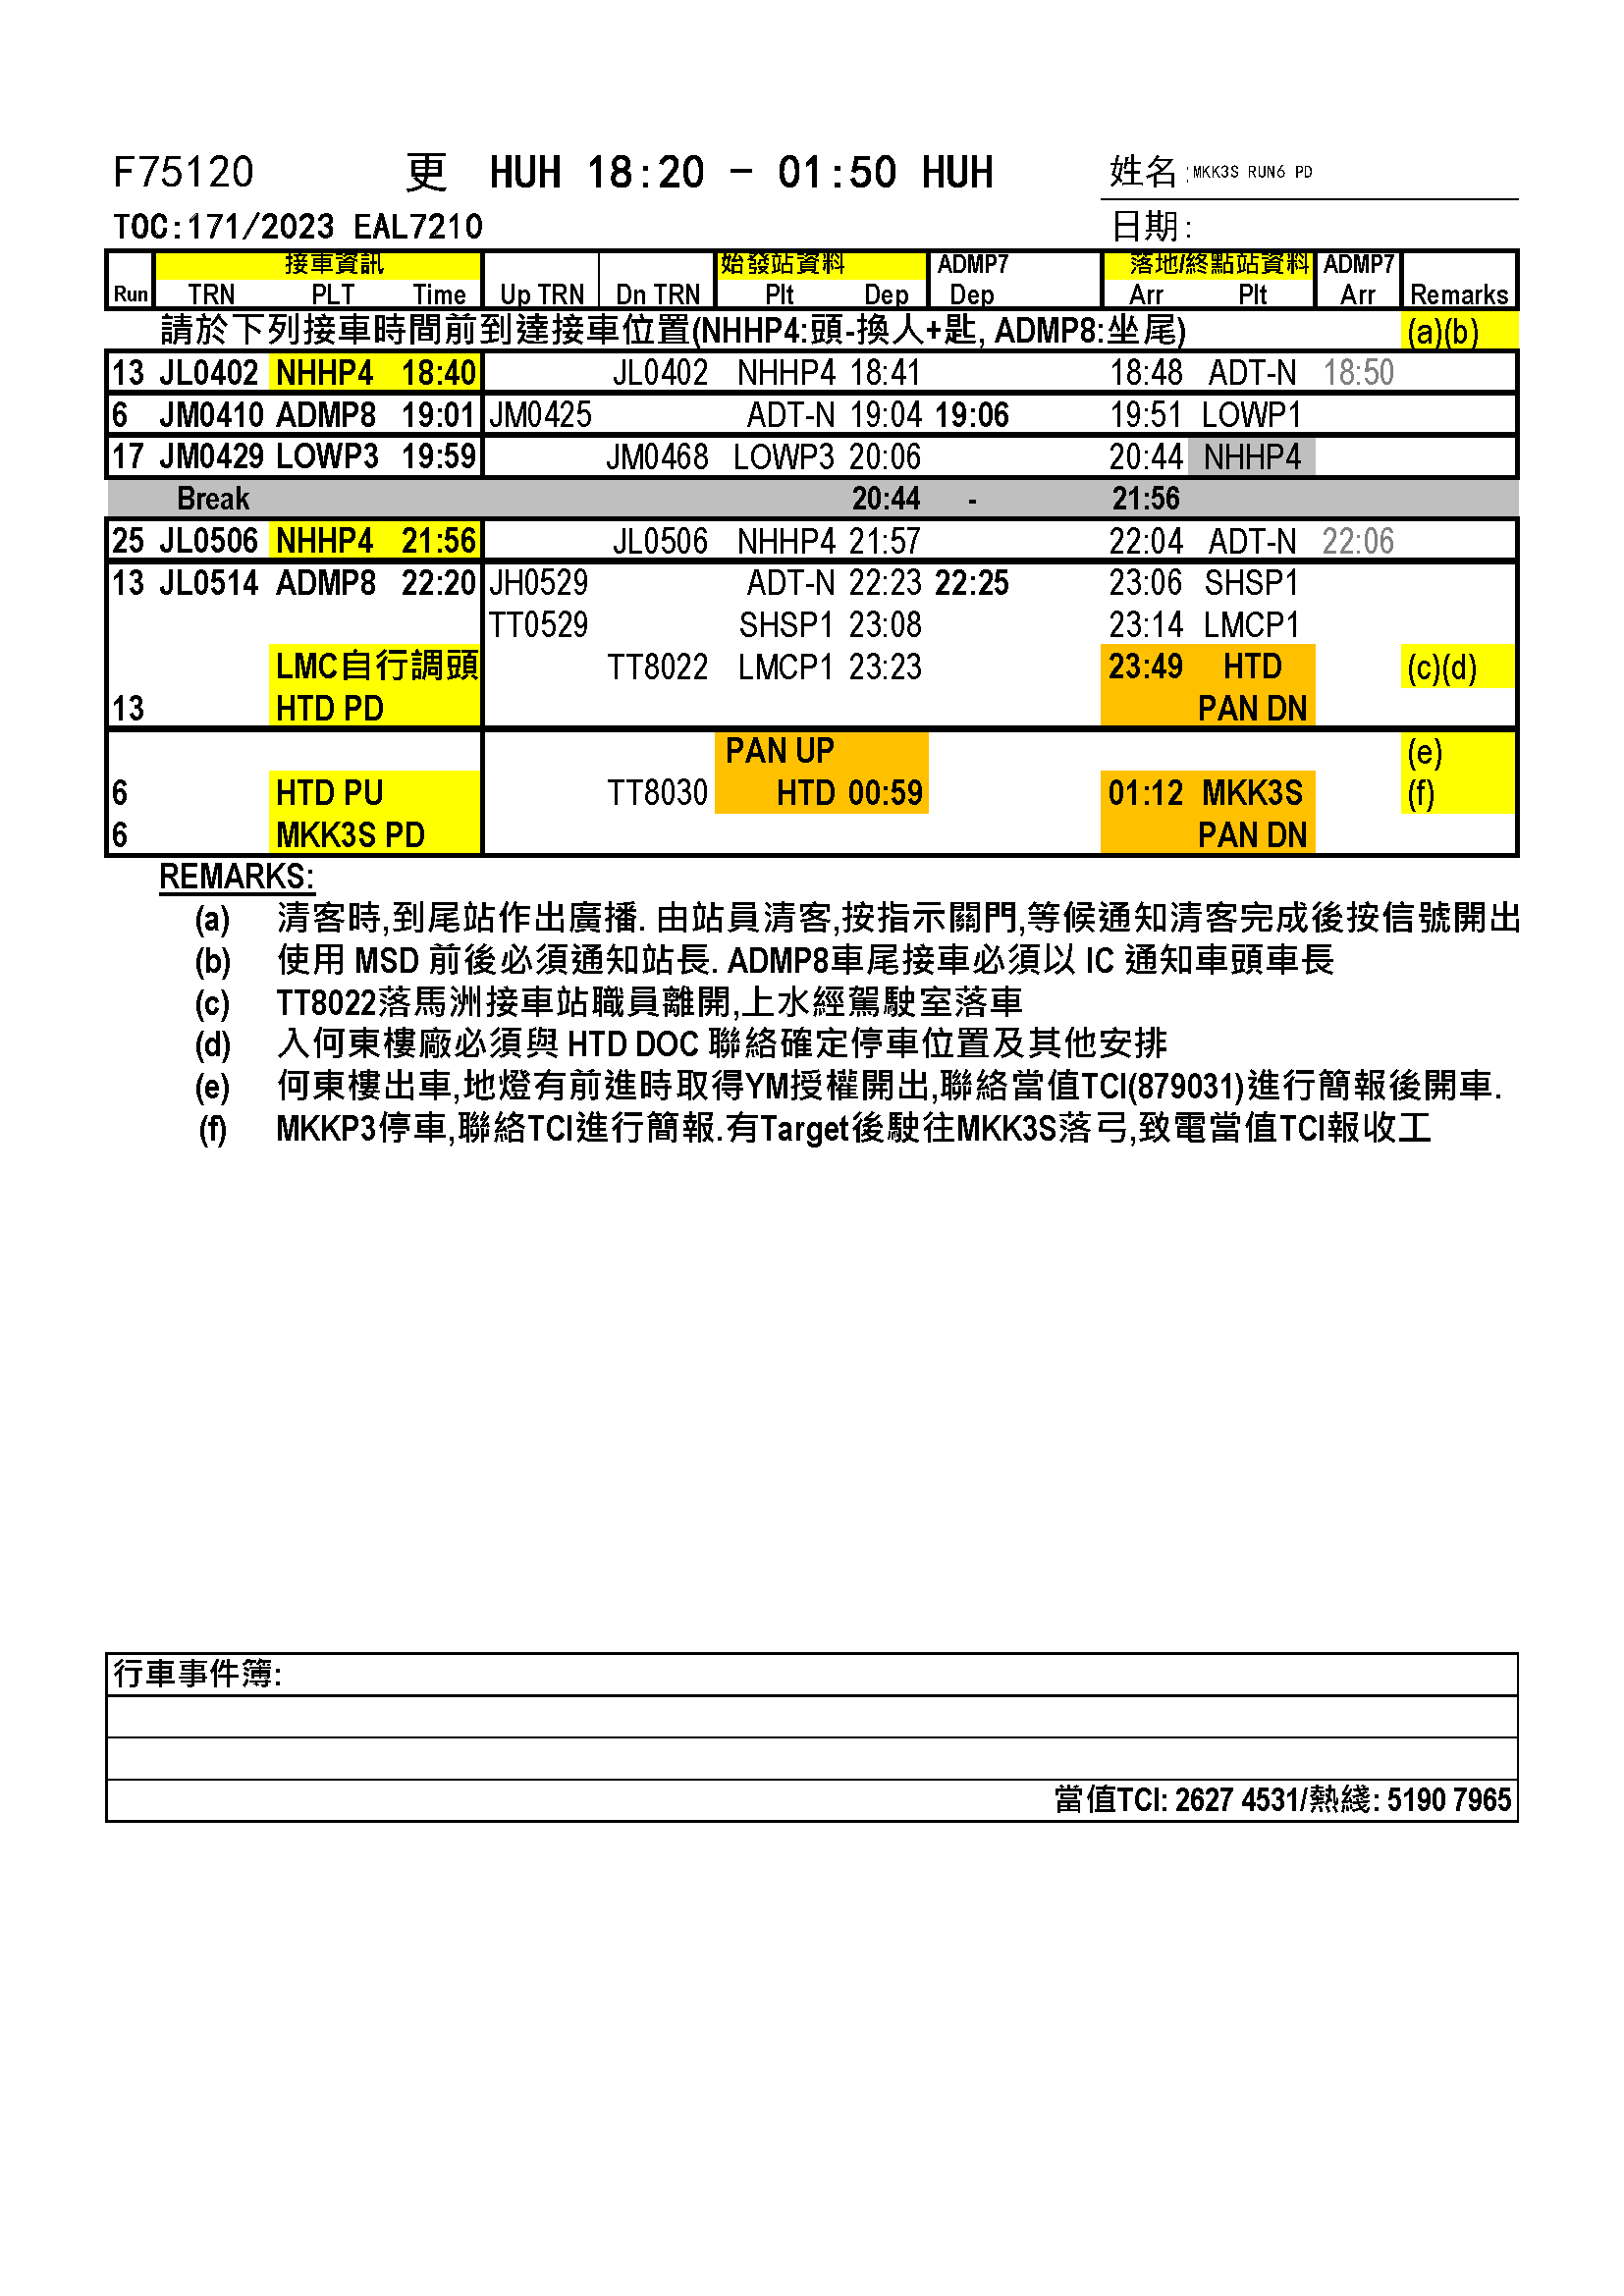 F75120 更 HUH 18:20 - 01:50 HUH 姓名:MKK3S RUN6 PD
TOC:171/2023 EAL7210 日期:
接車資訊 始發站資料 ADMP7 落地/終點站資料 ADMP7
Run TRN PLT Time Up TRN Dn TRN Plt Dep Dep Arr Plt Arr Remarks
請於下列接車時間前到達接車位置(NHHP4:頭-換人+匙, ADMP8:坐尾) (a)(b)
13 JL0402 NHHP4 18:40 JL0402 NHHP4 18:41 18:48 ADT-N 18:50
6 JM0410 ADMP8 19:01 JM0425 ADT-N 19:04 19:06 19:51 LOWP1
17 JM0429 LOWP3 19:59 JM0468 LOWP3 20:06 20:44 NHHP4
Break 20:44 - 21:56
25 JL0506 NHHP4 21:56 JL0506 NHHP4 21:57 22:04 ADT-N 22:06
13 JL0514 ADMP8 22:20 JH0529 ADT-N 22:23 22:25 23:06 SHSP1
TT0529 SHSP1 23:08 23:14 LMCP1
LMC自行調頭 TT8022 LMCP1 23:23 23:49 HTD (c)(d)
13 HTD PD PAN DN
PAN UP (e)
6 HTD PU TT8030 HTD 00:59 01:12 MKK3S (f)
6 MKK3S PD PAN DN
REMARKS:
(a) 清客時,到尾站作出廣播. 由站員清客,按指示關門,等候通知清客完成後按信號開出
(b) 使用 MSD 前後必須通知站長. ADMP8車尾接車必須以 IC 通知車頭車長
(c) TT8022落馬洲接車站職員離開,上水經駕駛室落車
(d) 入何東樓廠必須與 HTD DOC 聯絡確定停車位置及其他安排
(e) 何東樓出車,地燈有前進時取得YM授權開出,聯絡當值TCI(879031)進行簡報後開車.
(f) MKKP3停車,聯絡TCI進行簡報.有Target後駛往MKK3S落弓,致電當值TCI報收工
行車事件簿:
當值TCI: 2627 4531/熱綫: 5190 7965